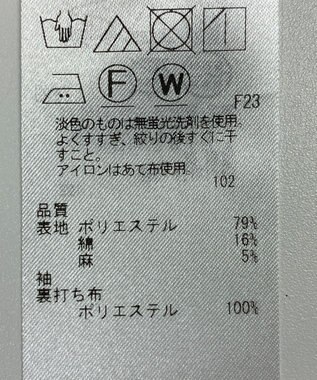 F W
F23
淡色のものは無蛍光洗剤を使用。
よくすすぎ、絞りの後すぐに干
すこと。
アイロンはあて布使用。
102
品質
表地 ポリエステル 79%
綿 16%
麻 5%
袖
裏打ち布
ポリエステル 100%